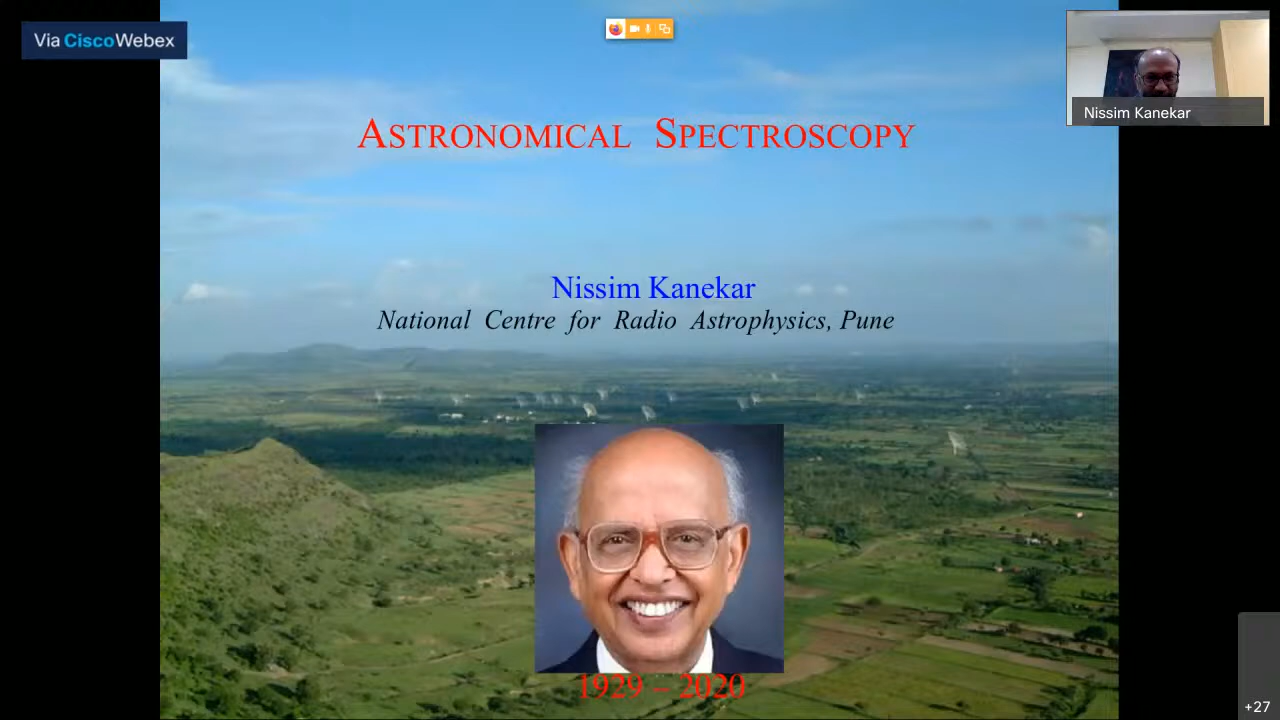 Via CiscoWebex
Nissim Kanekar
ASTRONOMICAL SPECTROSCOPY
Nissim Kanekar
National Centre for Radio Astrophysics, Pune
1929 – 2020
+27